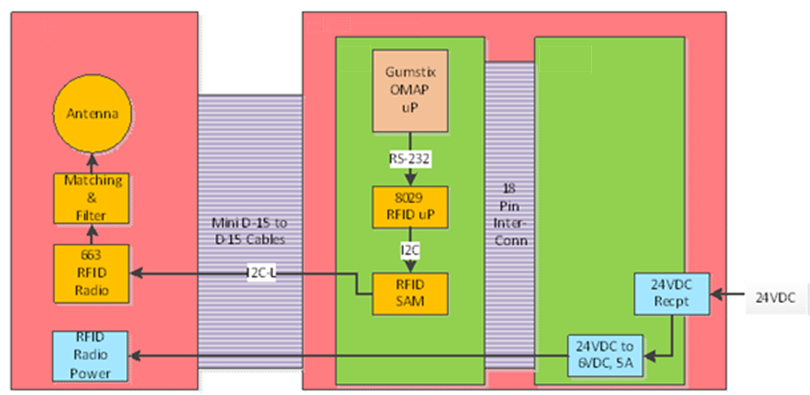 Gumstix
OMAP
uP
Antenna
RS-232
Matching
&
Filter
8029
RFID uP
18
Pin
Inter-
Conn
Mini D-15 to
D-15 Cables
I2C
663
RFID
Radio
I2C-L
RFID
SAM
24VDC
Recpt
24VDC
RFID
Radio
Power
24VDC to
6VDC, 5A